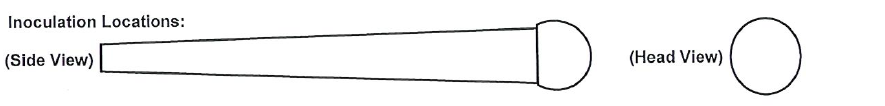 Inoculation Locations:
(Side View)
(Head View)